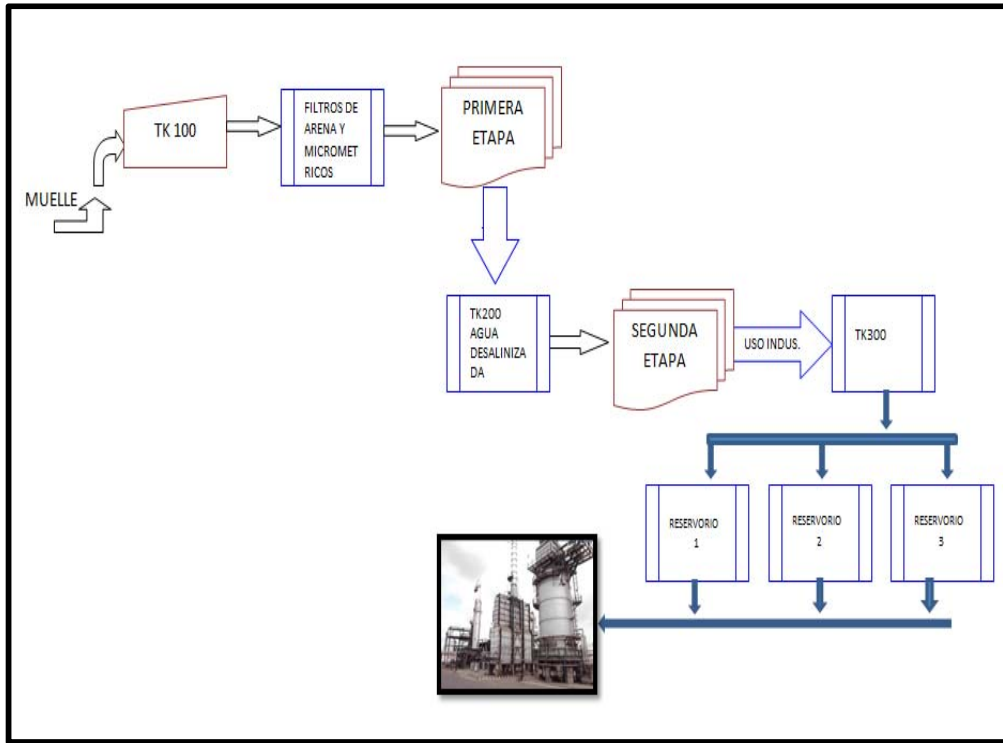 MUELLE
TK 100
FILTROS DE
ARENA Y
MICROMET
RICOS
PRIMERA
ETAPA
TK200
AGUA
DESALINIZA
DA
SEGUNDA
ETAPA
USO INDUS.
TK300
RESERVORIO
1
RESERVORIO
2
RESERVORIO
3